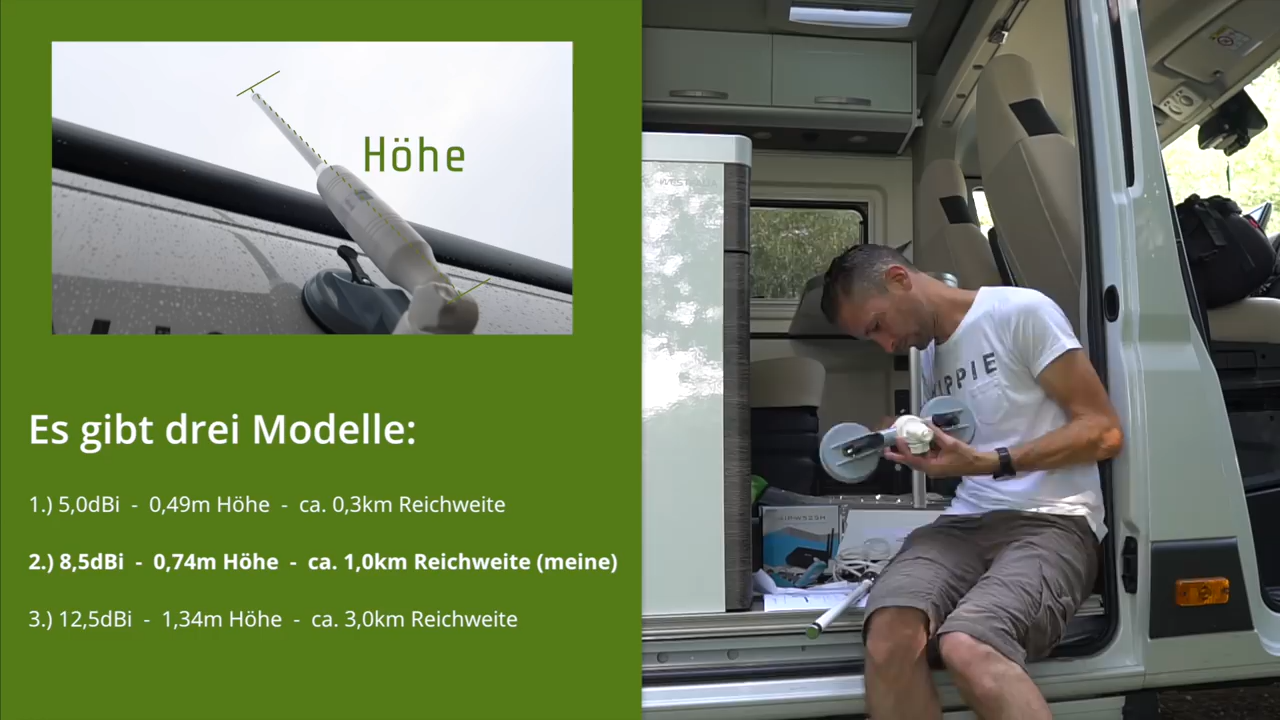 Höhe
Es gibt drei Modelle:
1.) 5,0dBi - 0,49m Höhe - ca. 0,3km Reichweite
2.) 8,5dBi - 0,74m Höhe - ca. 1,0km Reichweite (meine)
3.) 12,5dBi - 1,34m Höhe - ca. 3,0km Reichweite